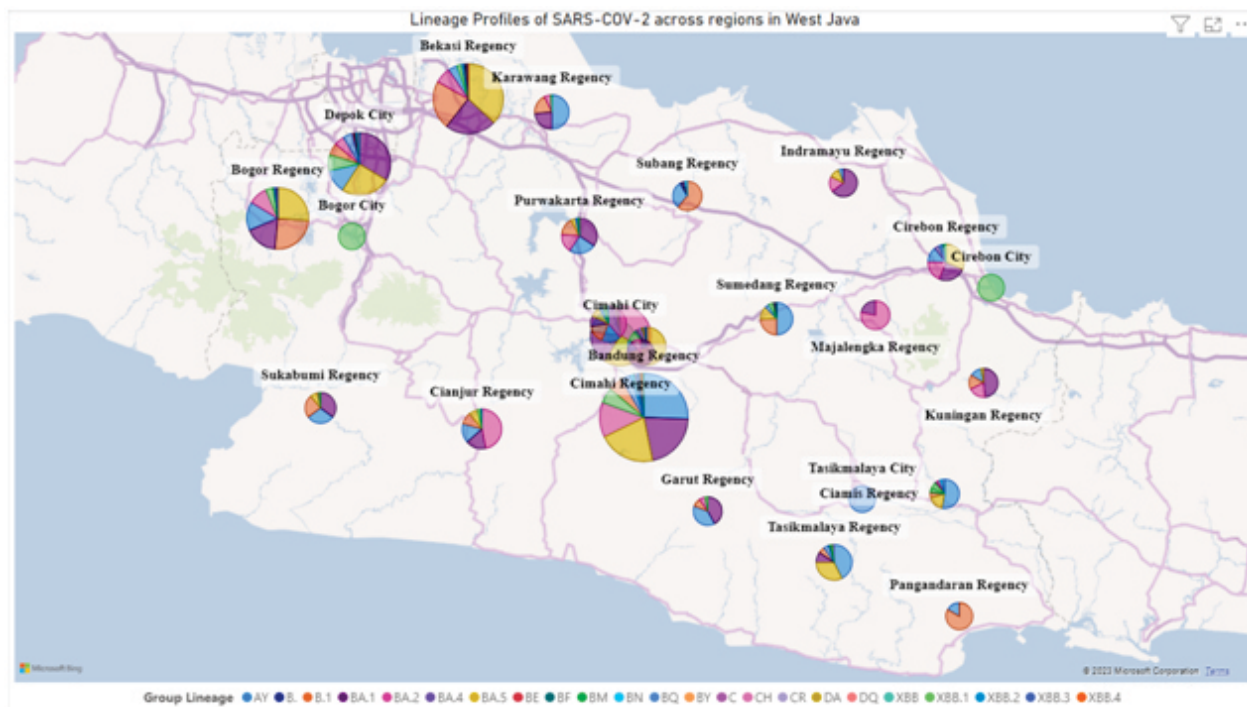 Lineage Profiles of SARS-COV-2 across regions in West Java
Bekasi Regency
Karawang Regency
Depok City
Indramayu Regency
Subang Regency
Bogor Regency
Bogor City
Purwakarta Regency
Cirebon Regency
Cirebon City
Sumedang Regency
Cimahi City
Majalengka Regency
Bandung Regency
Sukabumi Regency
Cianjur Regency
Cimahi Regency
Kuningan Regency
Tasikmalaya City
Garut Regency
Ciamis Regency
Tasikmalaya Regency
Pangandaran Regency
Microsoft Bing
© 2023 Microsoft Corporation Terms
Group Lineage AY B. B.1 BA.1 BA.2 BA.4 BA.5 BE BF BM BN BQ BY C CH CR DA DQ XBB XBB.1 XBB.2 XBB.3 XBB.4